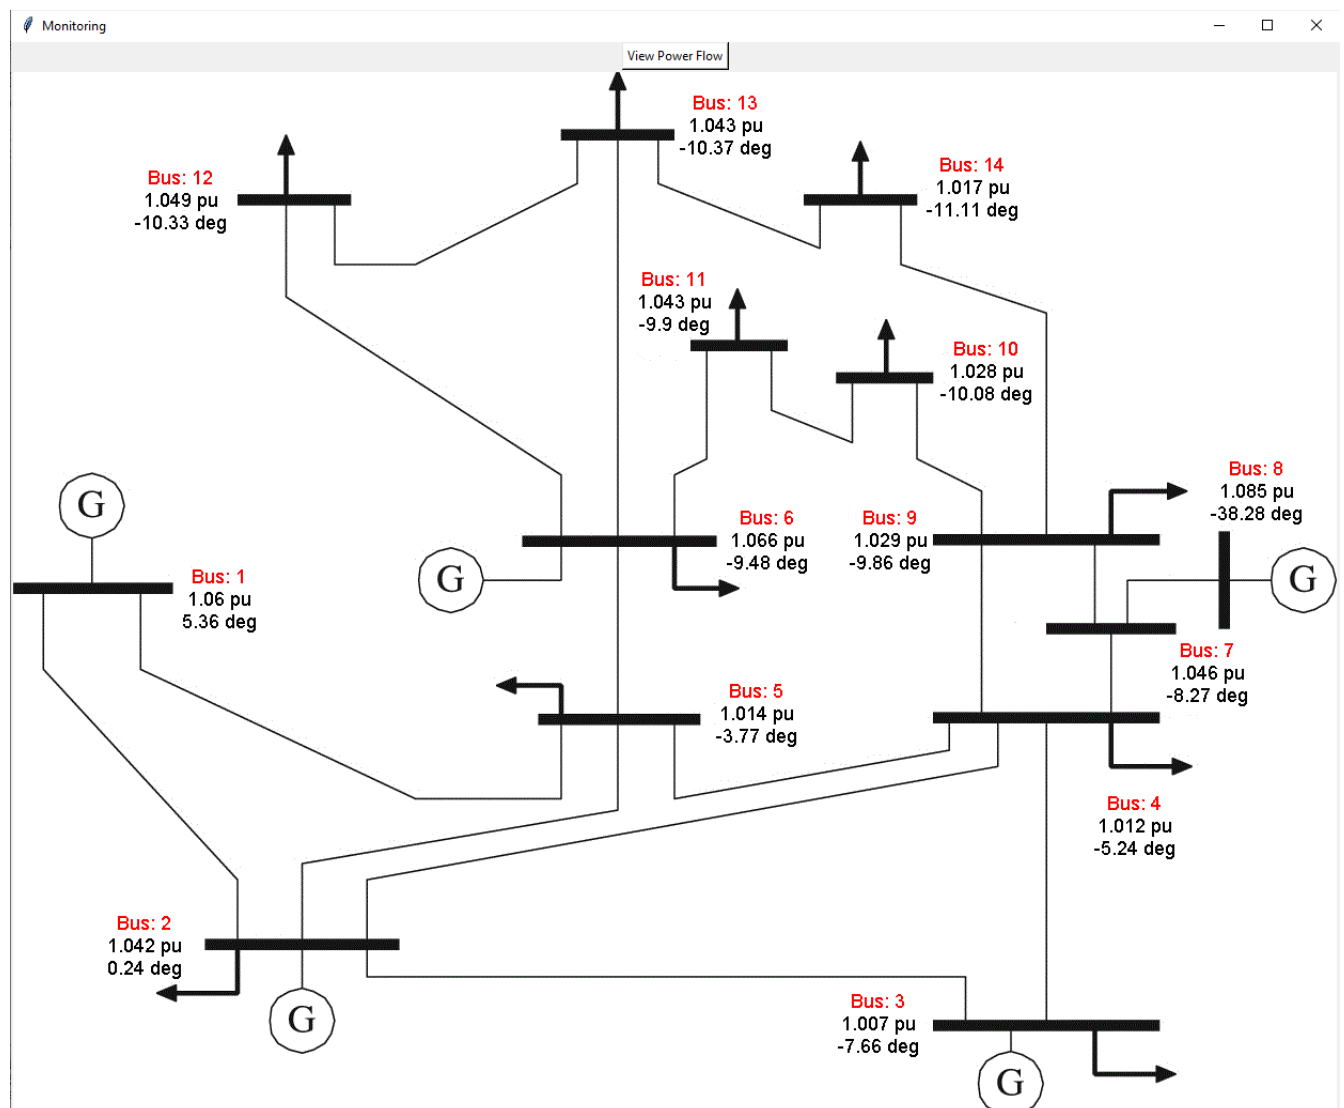 Monitoring
View Power Flow
Bus: 13
1.043 pu
-10.37 deg
Bus: 12
1.049 pu
-10.33 deg
Bus: 14
1.017 pu
-11.11 deg
Bus: 11
1.043 pu
-9.9 deg
Bus: 10
1.028 pu
-10.08 deg
Bus: 8
1.085 pu
-38.28 deg
G
Bus: 6
1.066 pu
-9.48 deg
Bus: 9
1.029 pu
-9.86 deg
G
G
Bus: 1
1.06 pu
5.36 deg
Bus: 7
1.046 pu
-8.27 deg
Bus: 5
1.014 pu
-3.77 deg
Bus: 4
1.012 pu
-5.24 deg
Bus: 2
1.042 pu
0.24 deg
G
Bus: 3
1.007 pu
-7.66 deg
G